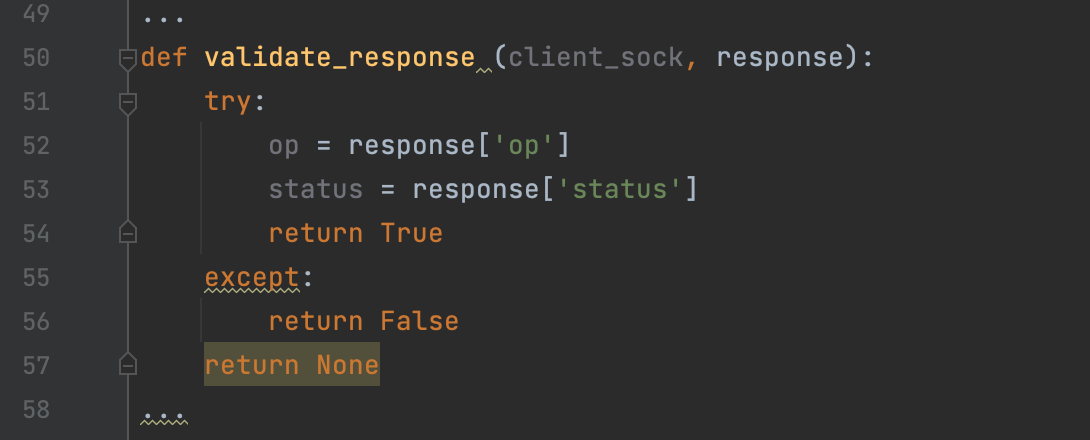 49 ...
50 def validate_response (client_sock, response):
51 try:
52 op = response['op']
53 status = response['status']
54 return True
55 except:
56 return False
57 return None
58 ...